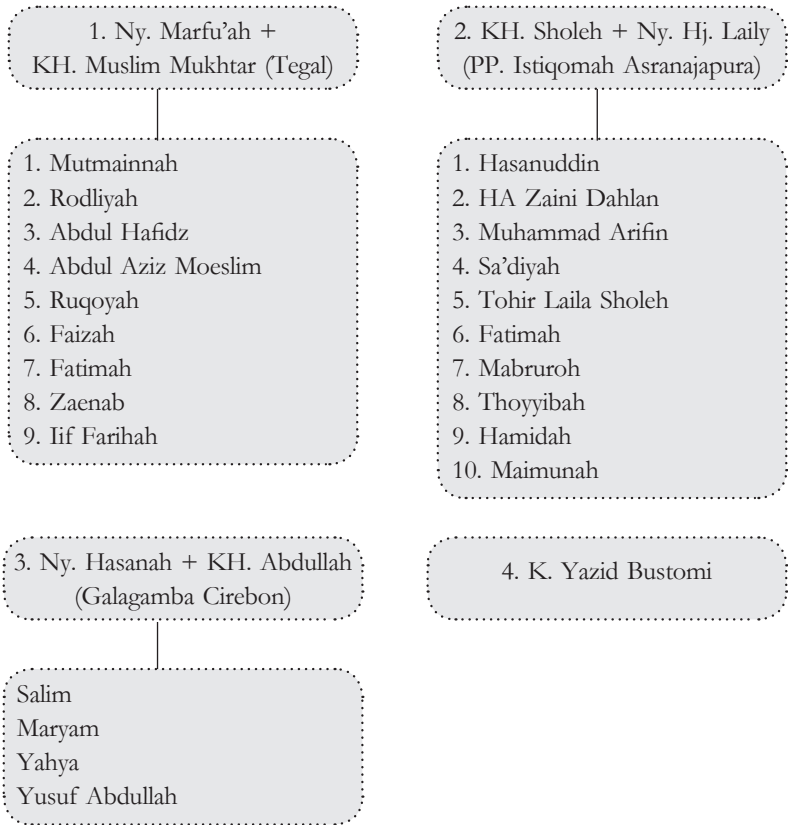 1. Ny. Marfu’ah +
KH. Muslim Mukhtar (Tegal)
1. Mutmainnah
2. Rodliyah
3. Abdul Hafidz
4. Abdul Aziz Moeslim
5. Ruqoyah
6. Faizah
7. Fatimah
8. Zaenab
9. Iif Farihah
2. KH. Sholeh + Ny. Hj. Laily
(PP. Istiqomah Asranajapura)
1. Hasanuddin
2. HA Zaini Dahlan
3. Muhammad Arifin
4. Sa’diyah
5. Tohir Laila Sholeh
6. Fatimah
7. Mabruroh
8. Thoyyibah
9. Hamidah
10. Maimunah
3. Ny. Hasanah + KH. Abdullah
(Galagamba Cirebon)
Salim
Maryam
Yahya
Yusuf Abdullah
4. K. Yazid Bustomi